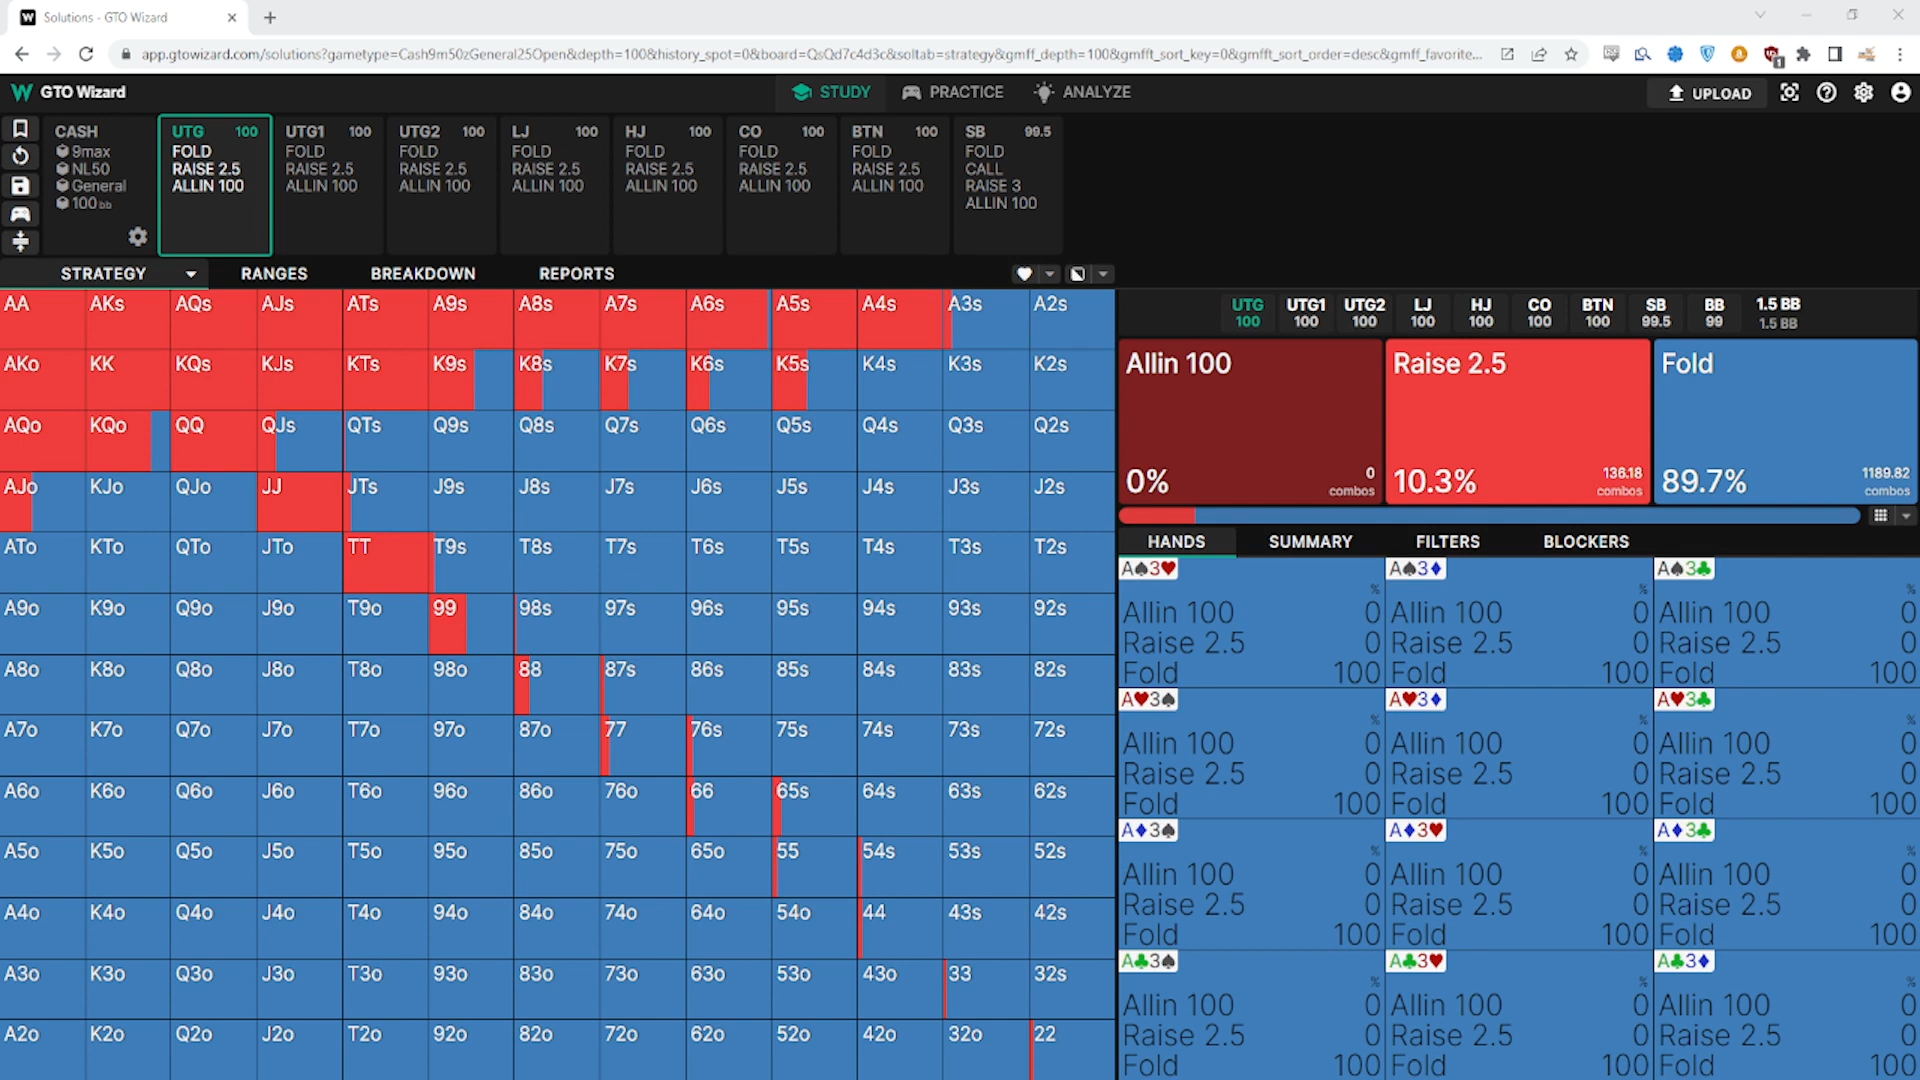 Solutions - GTO Wizard
app.gtowizard.com/solutions?gametype=Cash9m50zGeneral25Open&depth=100&history_spot=0&board=QsQd7c4d3c&soltab=strategy&gmff_depth=100&gmfft_sort_key=0&gmfft_sort_order=desc&gmff_favorite...
GTO Wizard
STUDY PRACTICE ANALYZE
UPLOAD
CASH
9max
NL50
General
100 bb
UTG 100
FOLD
RAISE 2.5
ALLIN 100
UTG1 100
FOLD
RAISE 2.5
ALLIN 100
UTG2 100
FOLD
RAISE 2.5
ALLIN 100
LJ 100
FOLD
RAISE 2.5
ALLIN 100
HJ 100
FOLD
RAISE 2.5
ALLIN 100
CO 100
FOLD
RAISE 2.5
ALLIN 100
BTN 100
FOLD
RAISE 2.5
ALLIN 100
SB 99.5
FOLD
CALL
RAISE 3
ALLIN 100
STRATEGY RANGES BREAKDOWN REPORTS
AA AKs AQs AJs ATs A9s A8s A7s A6s A5s A4s A3s A2s
AKo KK KQs KJs KTs K9s K8s K7s K6s K5s K4s K3s K2s
AQo KQo QQ QJs QTs Q9s Q8s Q7s Q6s Q5s Q4s Q3s Q2s
AJo KJo QJo JJ JTs J9s J8s J7s J6s J5s J4s J3s J2s
ATo KTo QTo JTo TT T9s T8s T7s T6s T5s T4s T3s T2s
A9o K9o Q9o J9o T9o 99 98s 97s 96s 95s 94s 93s 92s
A8o K8o Q8o J8o T8o 98o 88 87s 86s 85s 84s 83s 82s
A7o K7o Q7o J7o T7o 97o 87o 77 76s 75s 74s 73s 72s
A6o K6o Q6o J6o T6o 96o 86o 76o 66 65s 64s 63s 62s
A5o K5o Q5o J5o T5o 95o 85o 75o 65o 55 54s 53s 52s
A4o K4o Q4o J4o T4o 94o 84o 74o 64o 54o 44 43s 42s
A3o K3o Q3o J3o T3o 93o 83o 73o 63o 53o 43o 33 32s
A2o K2o Q2o J2o T2o 92o 82o 72o 62o 52o 42o 32o 22
UTG UTG1 UTG2 LJ HJ CO BTN SB BB 1.5 BB
100 100 100 100 100 100 100 99.5 99 1.5 BB
Allin 100
0%
0
combos
Raise 2.5
10.3%
136.18
combos
Fold
89.7%
1189.82
combos
HANDS SUMMARY FILTERS BLOCKERS
A♠3♥ A♠3♦ A♠3♣
% % %
Allin 100 0 Allin 100 0 Allin 100 0
Raise 2.5 0 Raise 2.5 0 Raise 2.5 0
Fold 100 Fold 100 Fold 100
A♥3♠ A♥3♦ A♥3♣
% % %
Allin 100 0 Allin 100 0 Allin 100 0
Raise 2.5 0 Raise 2.5 0 Raise 2.5 0
Fold 100 Fold 100 Fold 100
A♦3♠ A♦3♥ A♦3♣
% % %
Allin 100 0 Allin 100 0 Allin 100 0
Raise 2.5 0 Raise 2.5 0 Raise 2.5 0
Fold 100 Fold 100 Fold 100
A♣3♠ A♣3♥ A♣3♦
% % %
Allin 100 0 Allin 100 0 Allin 100 0
Raise 2.5 0 Raise 2.5 0 Raise 2.5 0
Fold 100 Fold 100 Fold 100